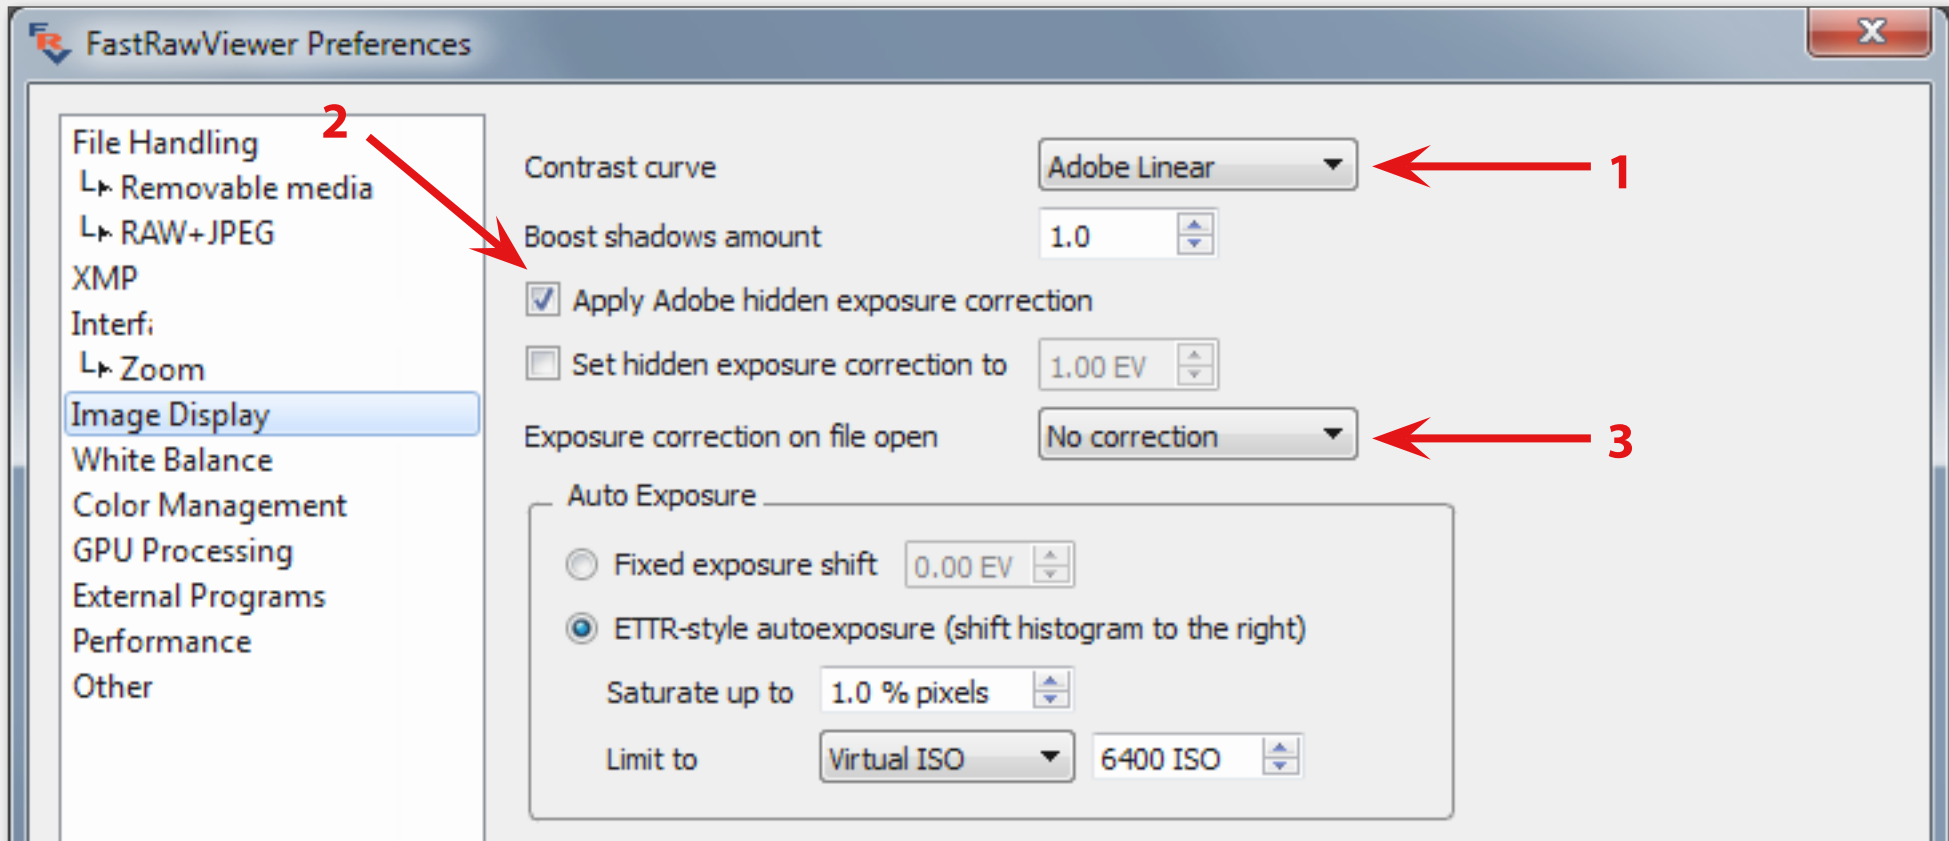 FastRawViewer Preferences
File Handling
Removable media
RAW+JPEG
XMP
Interfa
Zoom
Image Display
White Balance
Color Management
GPU Processing
External Programs
Performance
Other
2
Contrast curve Adobe Linear 1
Boost shadows amount 1.0
Apply Adobe hidden exposure correction
Set hidden exposure correction to 1.00 EV
Exposure correction on file open No correction 3
Auto Exposure
Fixed exposure shift 0.00 EV
ETTR-style autoexposure (shift histogram to the right)
Saturate up to 1.0 % pixels
Limit to Virtual ISO 6400 ISO